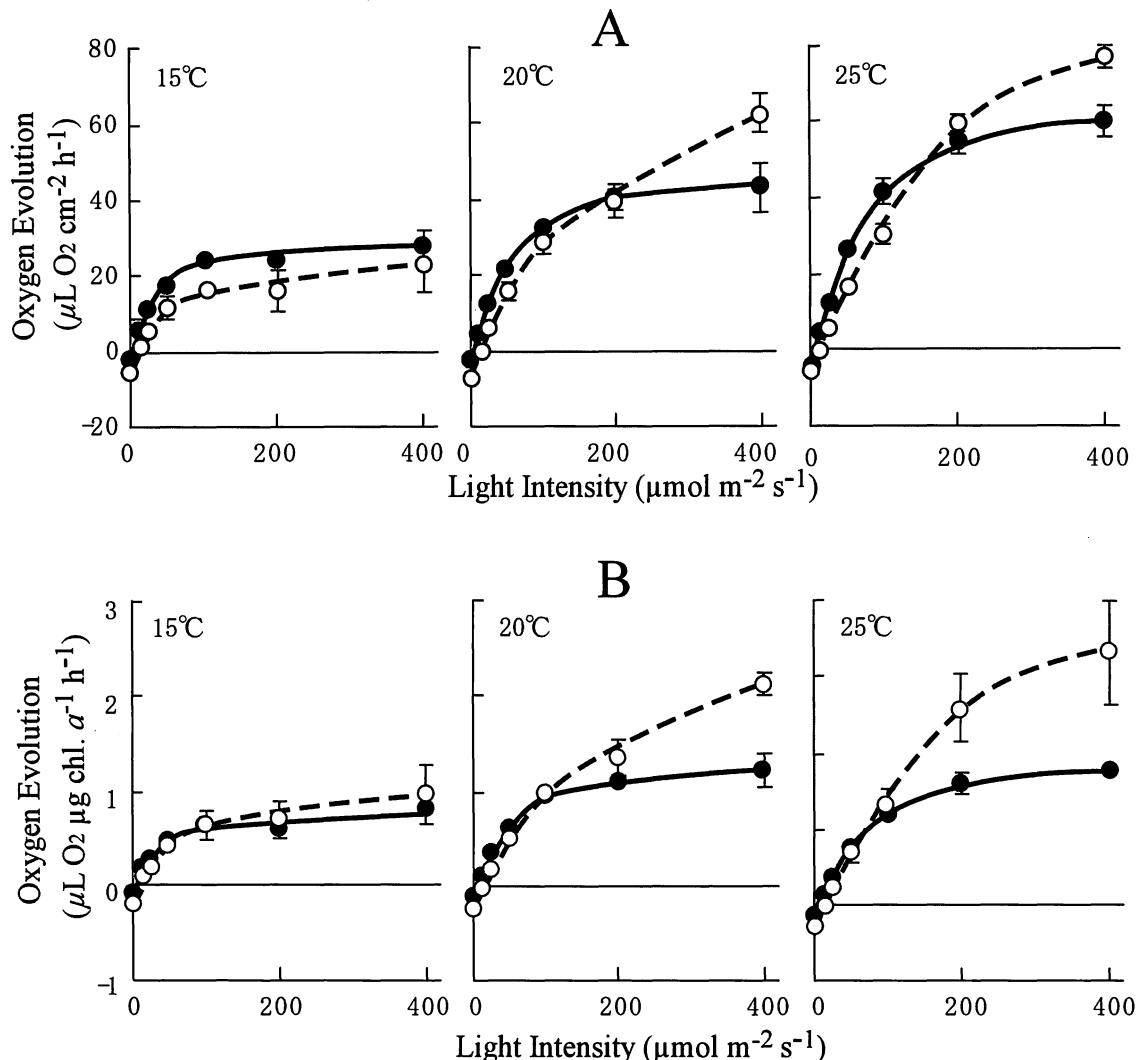 A
15℃
20℃
25℃
80
60
40
20
0
-20
Oxygen Evolution
(μL O2 cm-2 h-1)
0 200 400 0 200 400 0 200 400
Light Intensity (μmol m-2 s-1)
B
15℃
20℃
25℃
3
2
1
0
-1
Oxygen Evolution
(μL O2 μg chl. a-1 h-1)
0 200 400 0 200 400 0 200 400
Light Intensity (μmol m-2 s-1)